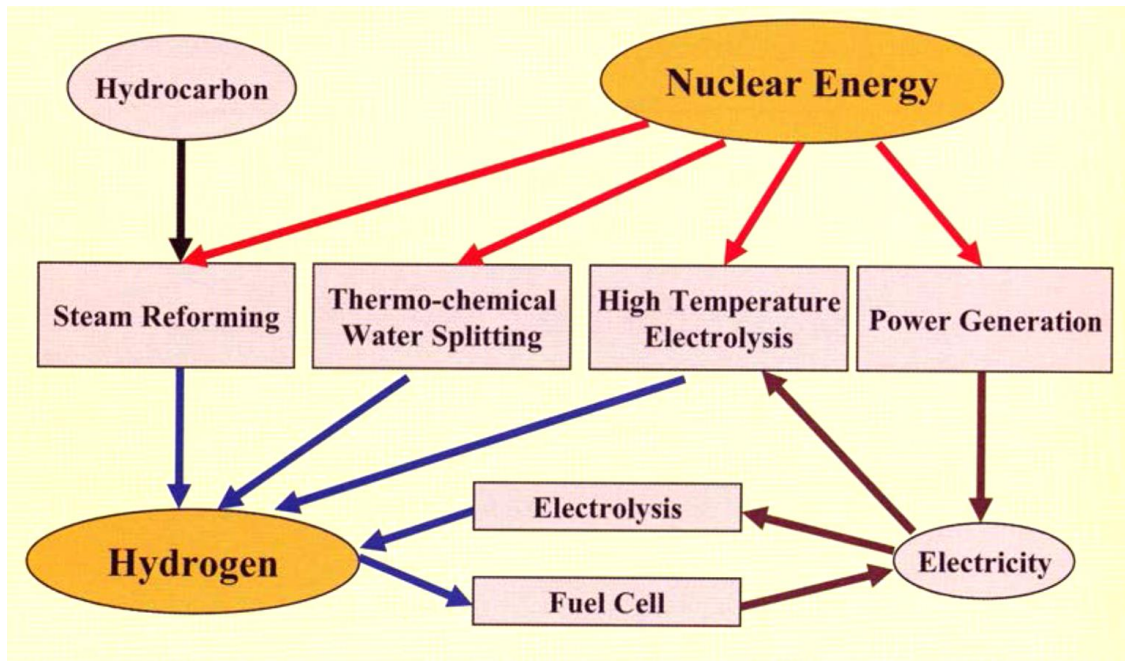 Hydrocarbon
Nuclear Energy
Steam Reforming
Thermo-chemical
Water Splitting
High Temperature
Electrolysis
Power Generation
Electrolysis
Hydrogen
Electricity
Fuel Cell